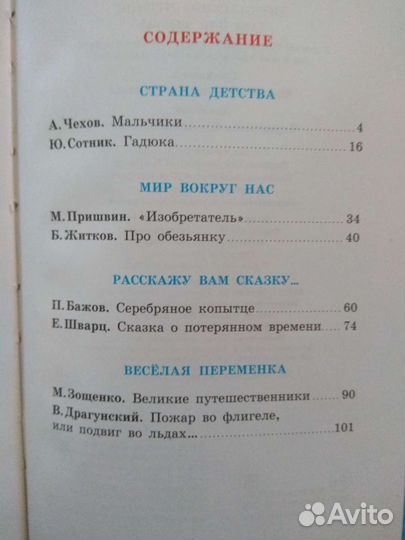 СОДЕРЖАНИЕ
СТРАНА ДЕТСТВА
А. Чехов. Мальчики 4
Ю. Сотник. Гадюка 16
МИР ВОКРУГ НАС
М. Пришвин. «Изобретатель» 34
Б. Житков. Про обезьянку 40
РАССКАЖУ ВАМ СКАЗКУ...
П. Бажов. Серебряное копытце 60
Е. Шварц. Сказка о потерянном времени 74
ВЕСЁЛАЯ ПЕРЕМЕНКА
М. Зощенко. Великие путешественники 90
В. Драгунский. Пожар во флигеле,
или подвиг во льдах... 101
Avito